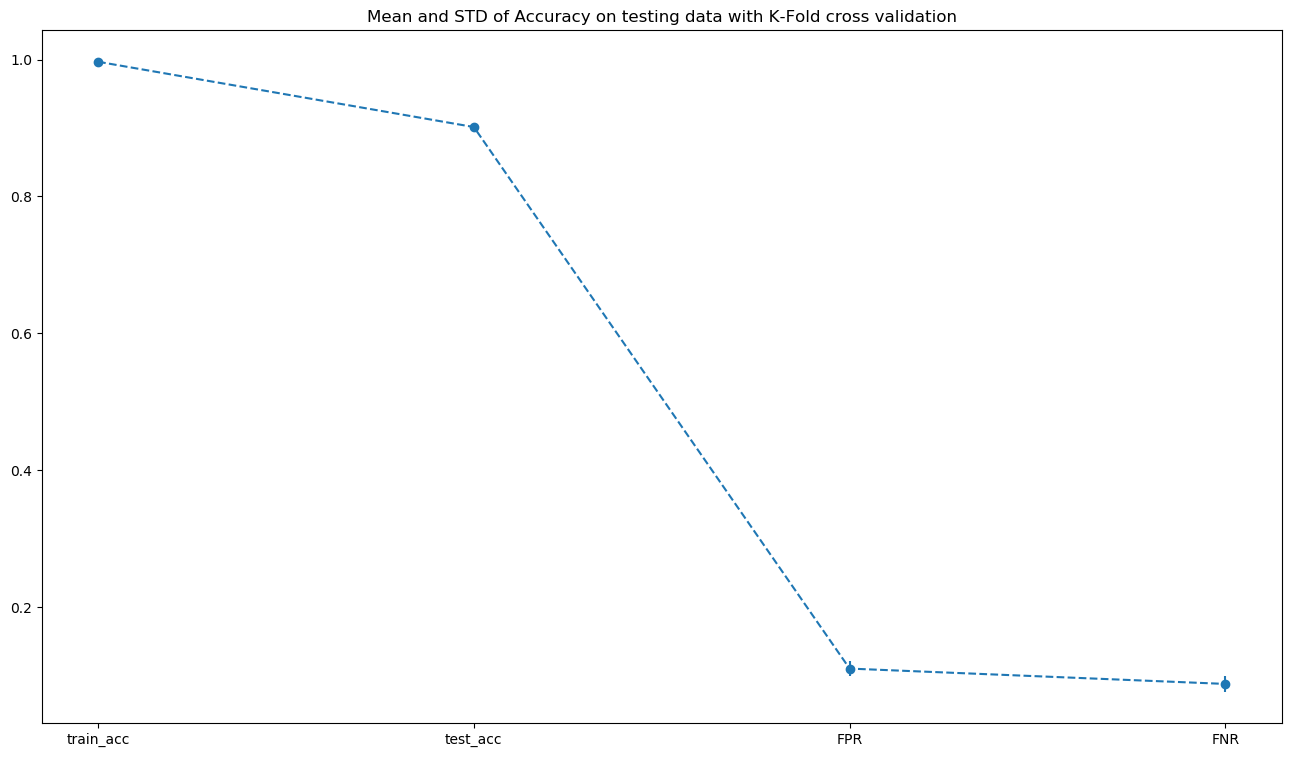 Mean and STD of Accuracy on testing data with K-Fold cross validation
1.0
0.8
0.6
0.4
0.2
train_acc test_acc FPR FNR